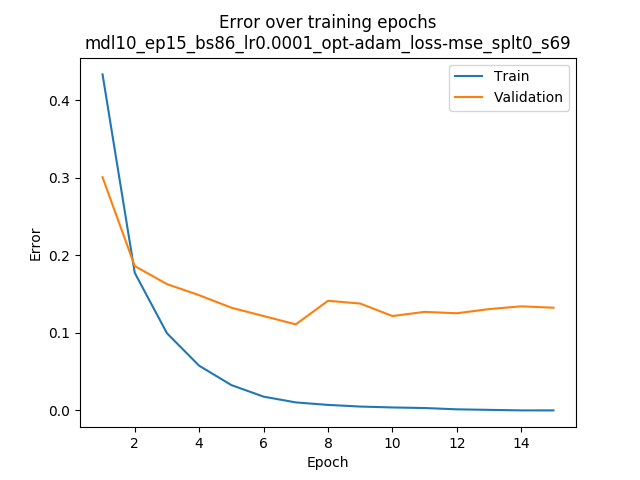 Error over training epochs
mdl10_ep15_bs86_lr0.0001_opt-adam_loss-mse_splt0_s69
Train
Validation
0.4
0.3
0.2
0.1
0.0
Error
2 4 6 8 10 12 14
Epoch